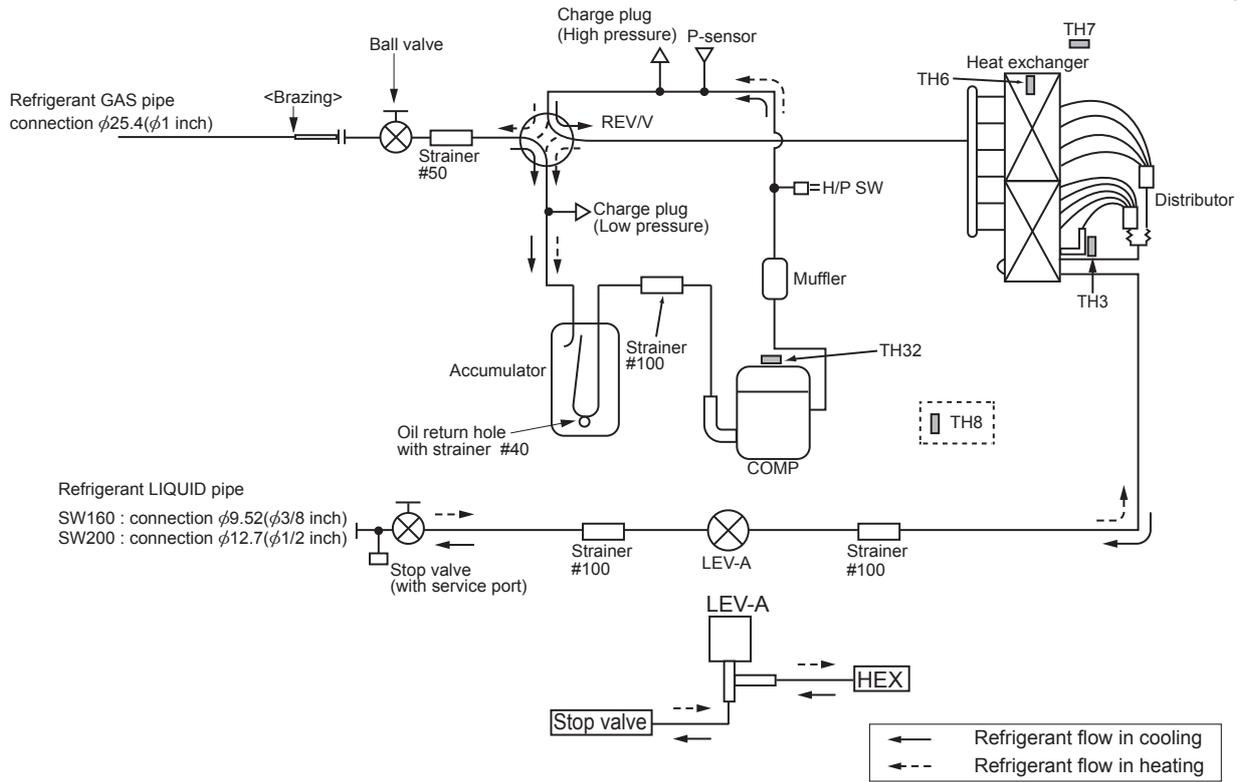 Charge plug
(High pressure)
P-sensor
TH7
Ball valve
Heat exchanger
TH6
Refrigerant GAS pipe
connection ϕ25.4(ϕ1 inch)
<Brazing>
REV/V
Strainer
#50
H/P SW
Distributor
Charge plug
(Low pressure)
Muffler
TH3
Strainer
#100
TH32
Accumulator
TH8
Oil return hole
with strainer #40
COMP
Refrigerant LIQUID pipe
SW160 : connection ϕ9.52(ϕ3/8 inch)
SW200 : connection ϕ12.7(ϕ1/2 inch)
Strainer
#100
LEV-A
Strainer
#100
Stop valve
(with service port)
LEV-A
HEX
Stop valve
Refrigerant flow in cooling
Refrigerant flow in heating